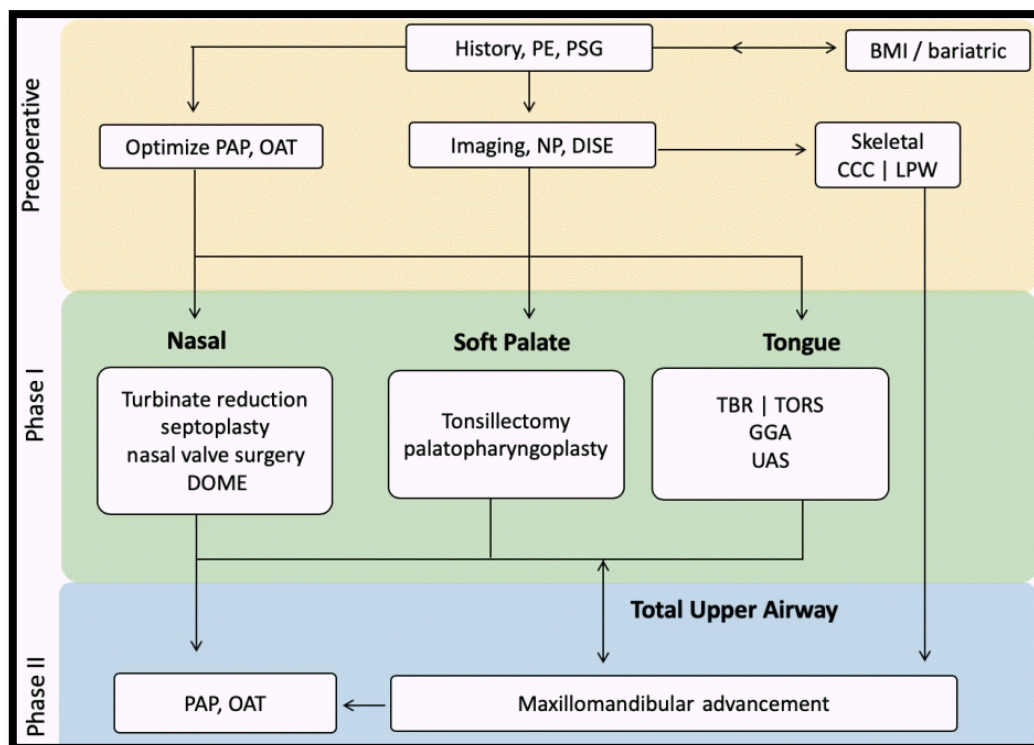 Preoperative
History, PE, PSG
BMI / bariatric
Optimize PAP, OAT
Imaging, NP, DISE
Skeletal
CCC | LPW
Phase I
Nasal
Soft Palate
Tongue
Turbinate reduction
septoplasty
nasal valve surgery
DOME
Tonsillectomy
palatopharyngoplasty
TBR | TORS
GGA
UAS
Phase II
Total Upper Airway
PAP, OAT
Maxillomandibular advancement